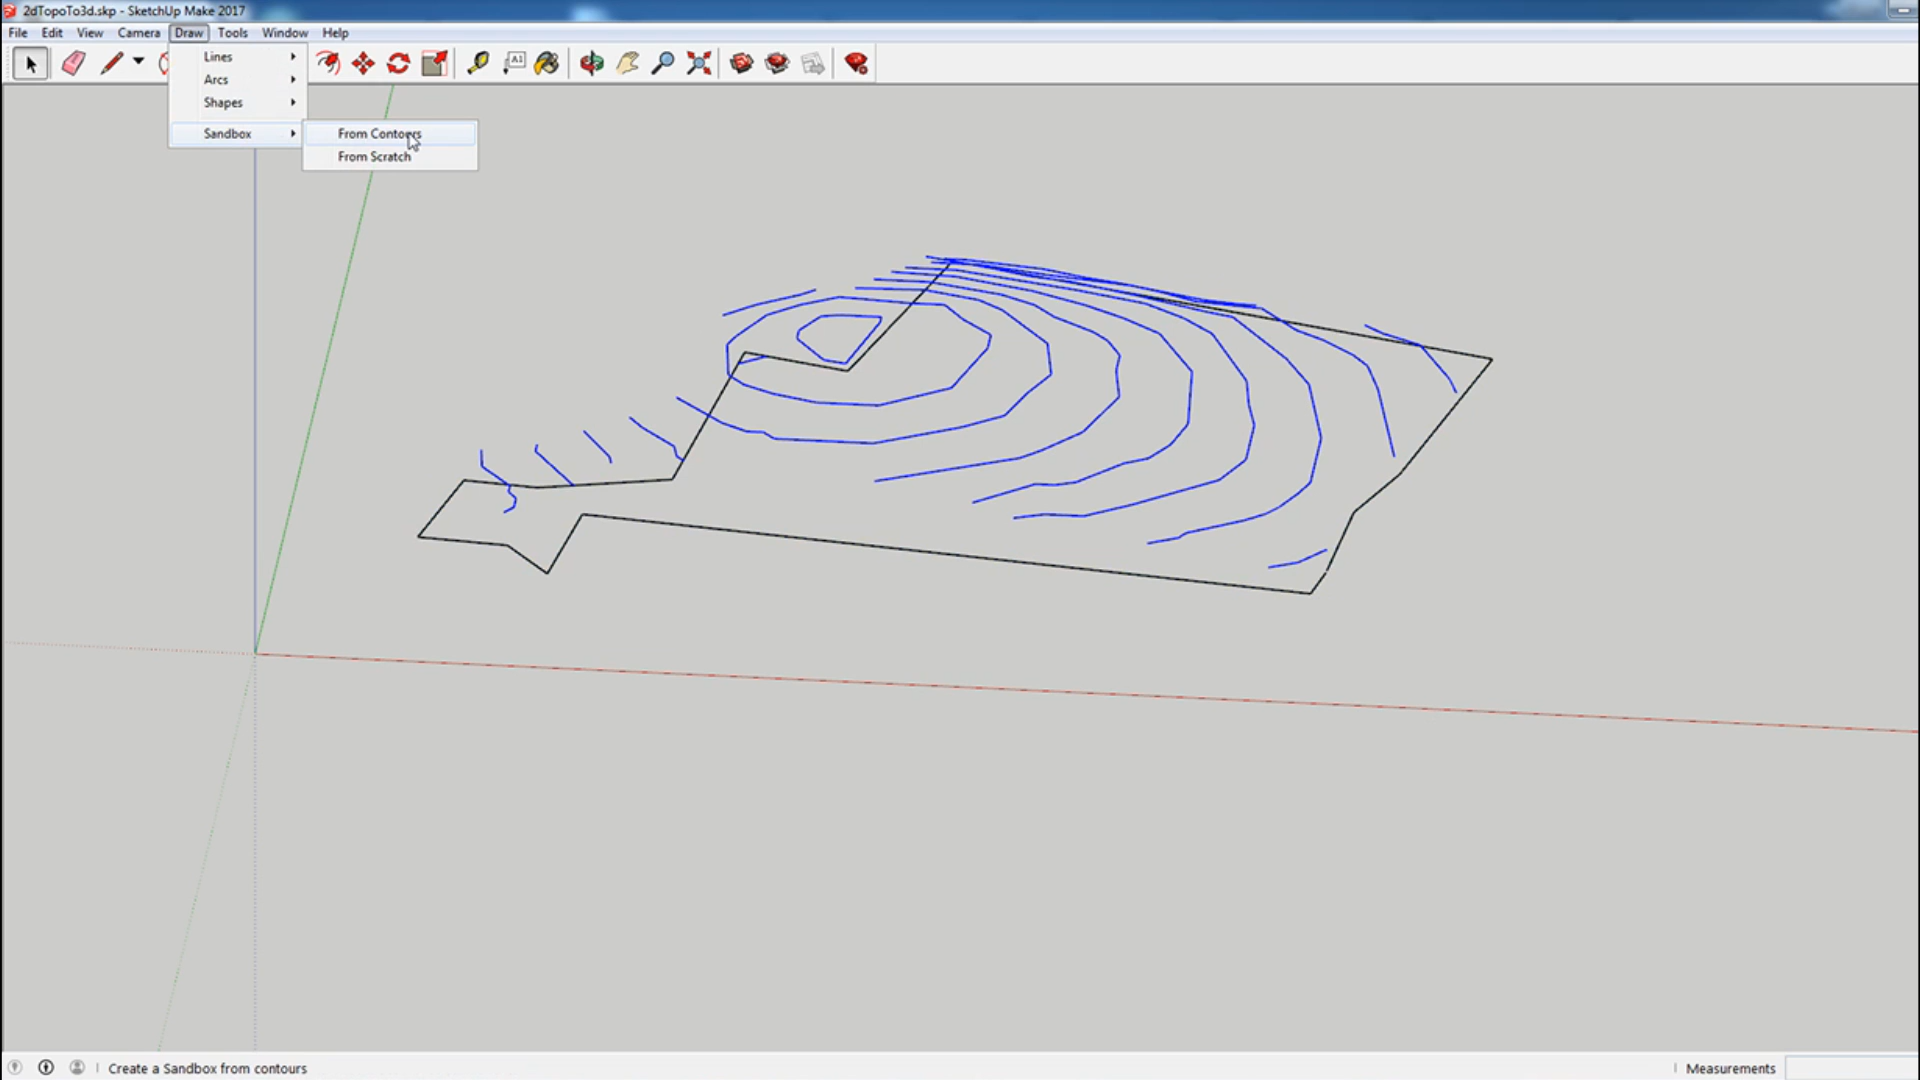 2dTopoTo3d.skp - SketchUp Make 2017
File Edit View Camera Draw Tools Window Help
Lines
Arcs
A1
Shapes
Sandbox
From Contours
From Scratch
Create a Sandbox from contours
Measurements